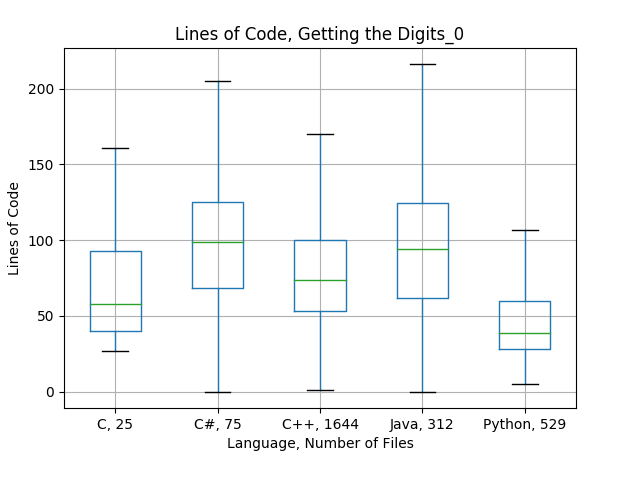 Lines of Code, Getting the Digits_0
Lines of Code
200
150
100
50
0
C, 25
C#, 75
C++, 1644
Java, 312
Python, 529
Language, Number of Files